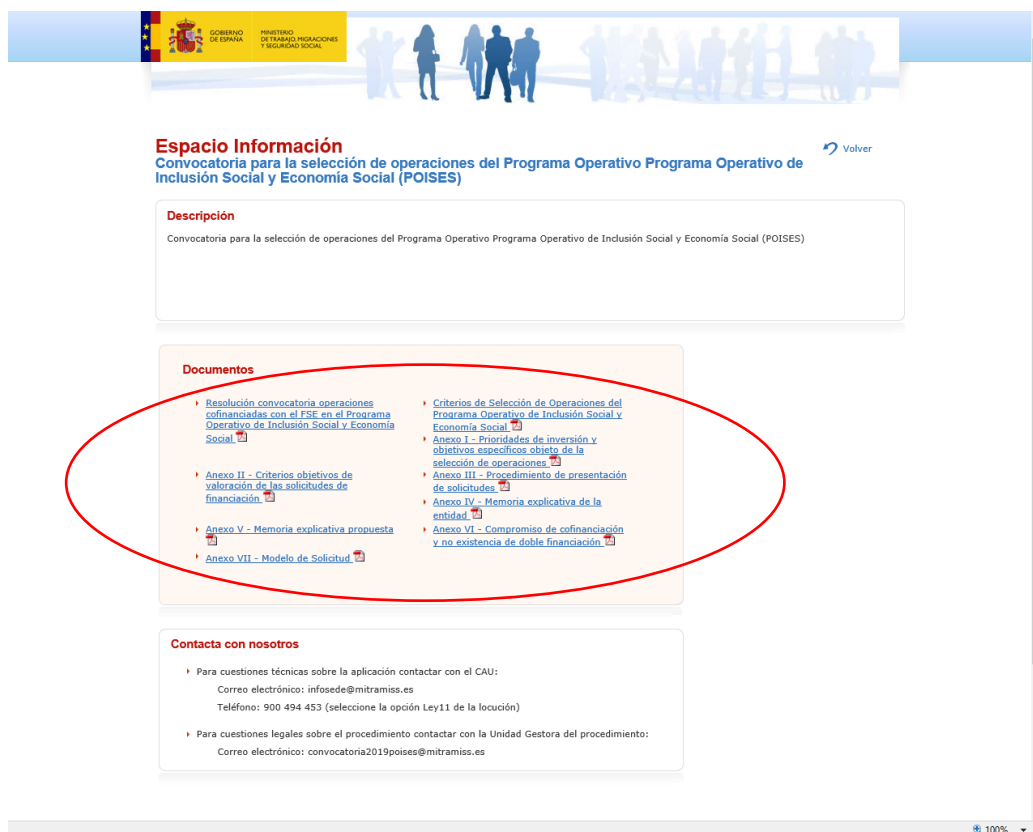 GOBIERNO
DE ESPAÑA
MINISTERIO
DE TRABAJO, MIGRACIONES
Y SEGURIDAD SOCIAL
Espacio Información
Volver
Convocatoria para la selección de operaciones del Programa Operativo Programa Operativo de
Inclusión Social y Economía Social (POISES)
Descripción
Convocatoria para la selección de operaciones del Programa Operativo Programa Operativo de Inclusión Social y Economía Social (POISES)
Documentos
Resolución convocatoria operaciones
cofinanciadas con el FSE en el Programa
Operativo de Inclusión Social y Economía
Social
Criterios de Selección de Operaciones del
Programa Operativo de Inclusión Social y
Economía Social
Anexo I - Prioridades de inversión y
objetivos específicos objeto de la
selección de operaciones
Anexo II - Criterios objetivos de
valoración de las solicitudes de
financiación
Anexo III - Procedimiento de presentación
de solicitudes
Anexo IV - Memoria explicativa de la
entidad
Anexo V - Memoria explicativa propuesta
Anexo VI - Compromiso de cofinanciación
y no existencia de doble financiación
Anexo VII - Modelo de Solicitud
Contacta con nosotros
Para cuestiones técnicas sobre la aplicación contactar con el CAU:
Correo electrónico: infosede@mitramiss.es
Teléfono: 900 494 453 (seleccione la opción Ley11 de la locución)
Para cuestiones legales sobre el procedimiento contactar con la Unidad Gestora del procedimiento:
Correo electrónico: convocatoria2019poises@mitramiss.es
100%